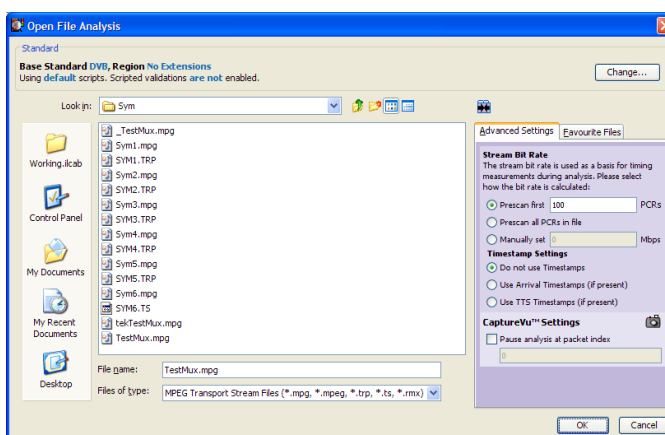 Open File Analysis
Standard
Base Standard DVB, Region No Extensions
Using default scripts. Scripted validations are not enabled.
Change...
Look in:
Sym
Working.ilcab
Control Panel
My Documents
My Recent
Documents
Desktop
_TestMux.mpg
Sym1.mpg
SYM1.TRP
Sym2.mpg
SYM2.TRP
Sym3.mpg
SYM3.TRP
Sym4.mpg
SYM4.TRP
Sym5.mpg
SYM5.TRP
Sym6.mpg
SYM6.TS
tekTestMux.mpg
TestMux.mpg
File name:
TestMux.mpg
Files of type:
MPEG Transport Stream Files (*.mpg, *.mpeg, *.trp, *.ts, *.rmx)
Advanced Settings
Favourite Files
Stream Bit Rate
The stream bit rate is used as a basis for timing
measurements during analysis. Please select
how the bit rate is calculated:
Prescan first 100 PCRs
Prescan all PCRs in file
Manually set 0 Mbps
Timestamp Settings
Do not use Timestamps
Use Arrival Timestamps (if present)
Use TTS Timestamps (if present)
CaptureVu™ Settings
Pause analysis at packet index
0
OK
Cancel